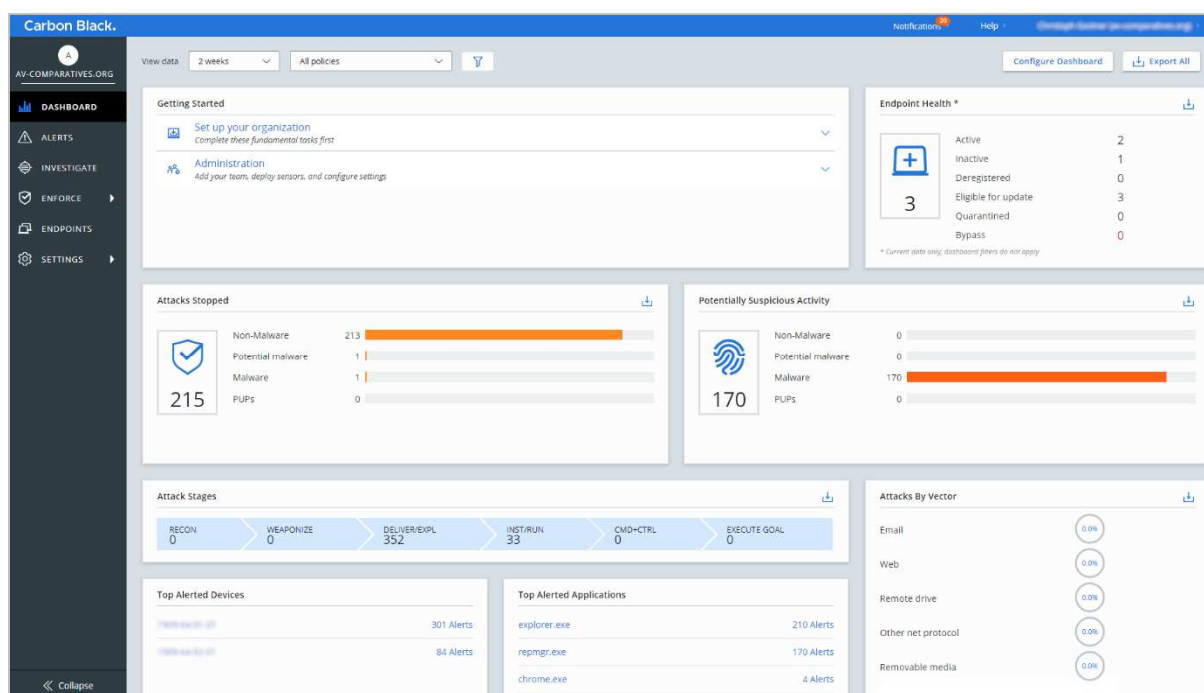 Carbon Black.
Notifications 20 Help
A
AV-COMPARATIVES.ORG
DASHBOARD
ALERTS
INVESTIGATE
ENFORCE
ENDPOINTS
SETTINGS
Collapse
View data 2 weeks All policies Configure Dashboard Export All
Getting Started
Set up your organization
Complete these fundamental tasks first
Administration
Add your team, deploy sensors, and configure settings
Endpoint Health *
3
Active 2
Inactive 1
Deregistered 0
Eligible for update 3
Quarantined 0
Bypass 0
* Current data only, dashboard filters do not apply
Attacks Stopped
215
Non-Malware 213
Potential malware 1
Malware 1
PUPs 0
Potentially Suspicious Activity
170
Non-Malware 0
Potential malware 0
Malware 170
PUPs 0
Attack Stages
RECON WEAPONIZE DELIVER/EXPL INST/RUN CMD+CTRL EXECUTE GOAL
0 0 352 33 0 0
Attacks By Vector
Email 0.0%
Web 0.0%
Remote drive 0.0%
Other net protocol 0.0%
Removable media 0.0%
Top Alerted Devices
301 Alerts
84 Alerts
Top Alerted Applications
explorer.exe 210 Alerts
repmgr.exe 170 Alerts
chrome.exe 4 Alerts